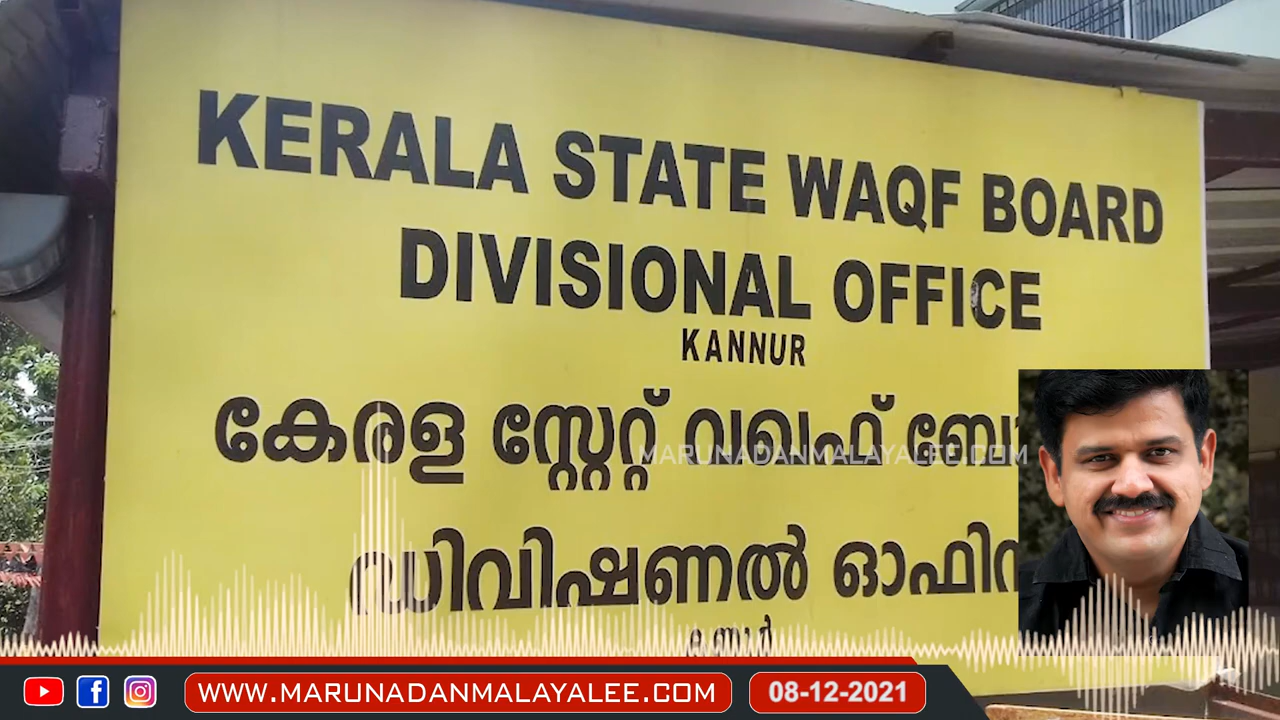 KERALA STATE WAQF BOARD
DIVISIONAL OFFICE
KANNUR
കേരള സ്റ്റേറ്റ് വഖഫ്
MARUNADANMALAYALEE.COM
ഡിവിഷണൽ
WWW.MARUNADANMALAYALEE.COM
08-12-2021